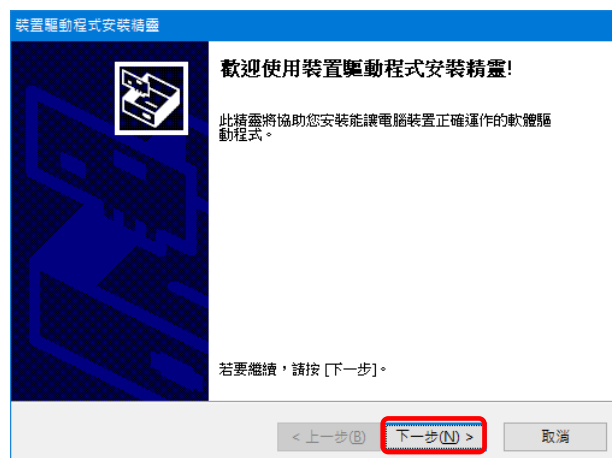 裝置驅動程式安裝精靈
歡迎使用裝置驅動程式安裝精靈!
此精靈將協助您安裝能讓電腦裝置正確運作的軟體驅
動程式。
若要繼續，請按 [下一步]。
< 上一步(B)
下一步(N) >
取消